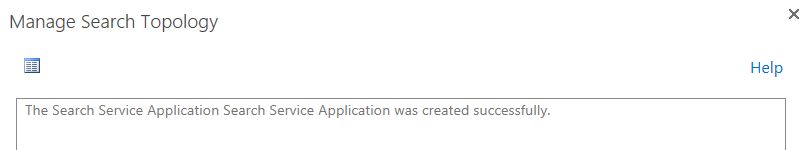 Manage Search Topology
Help
The Search Service Application Search Service Application was created successfully.